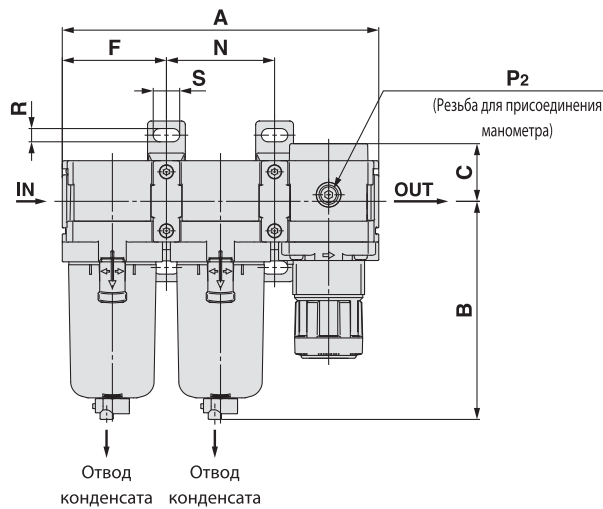 A
F
N
S
R
P2
(Резьба для присоединения
манометра)
C
IN
OUT
B
Отвод
конденсата
Отвод
конденсата